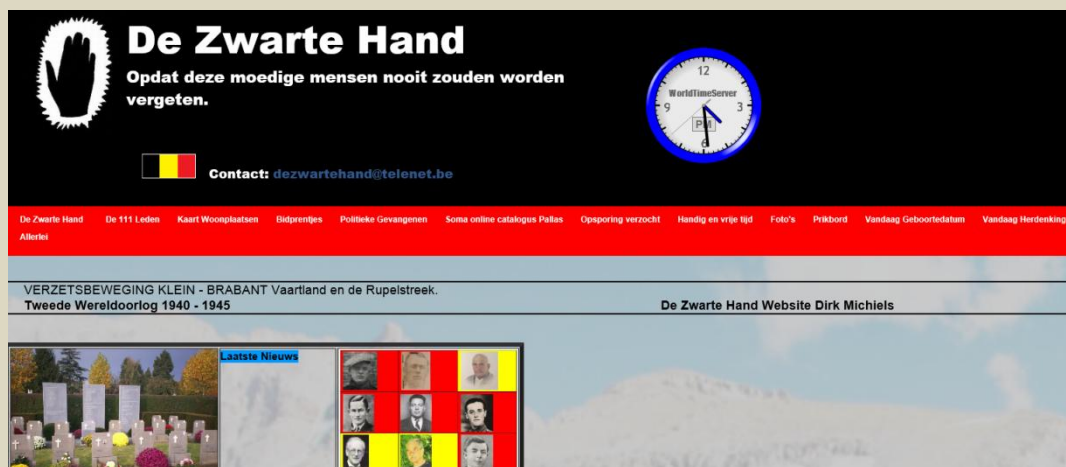 De Zwarte Hand
Opdat deze moedige mensen nooit zouden worden
vergeten.
12
WorldTimeServer
9
3
PM
6
Contact: dezwartehand@telenet.be
De Zwarte Hand De 111 Leden Kaart Woonplaatsen Bidprentjes Politieke Gevangenen Soma online catalogus Pallas Opsporing verzocht Handig en vrije tijd Foto's Prikbord Vandaag Geboortedatum Vandaag Herdenking
Allerlei
VERZETSBEWEGING KLEIN - BRABANT Vaartland en de Rupelstreek.
Tweede Wereldoorlog 1940 - 1945
De Zwarte Hand Website Dirk Michiels
Laatste Nieuws